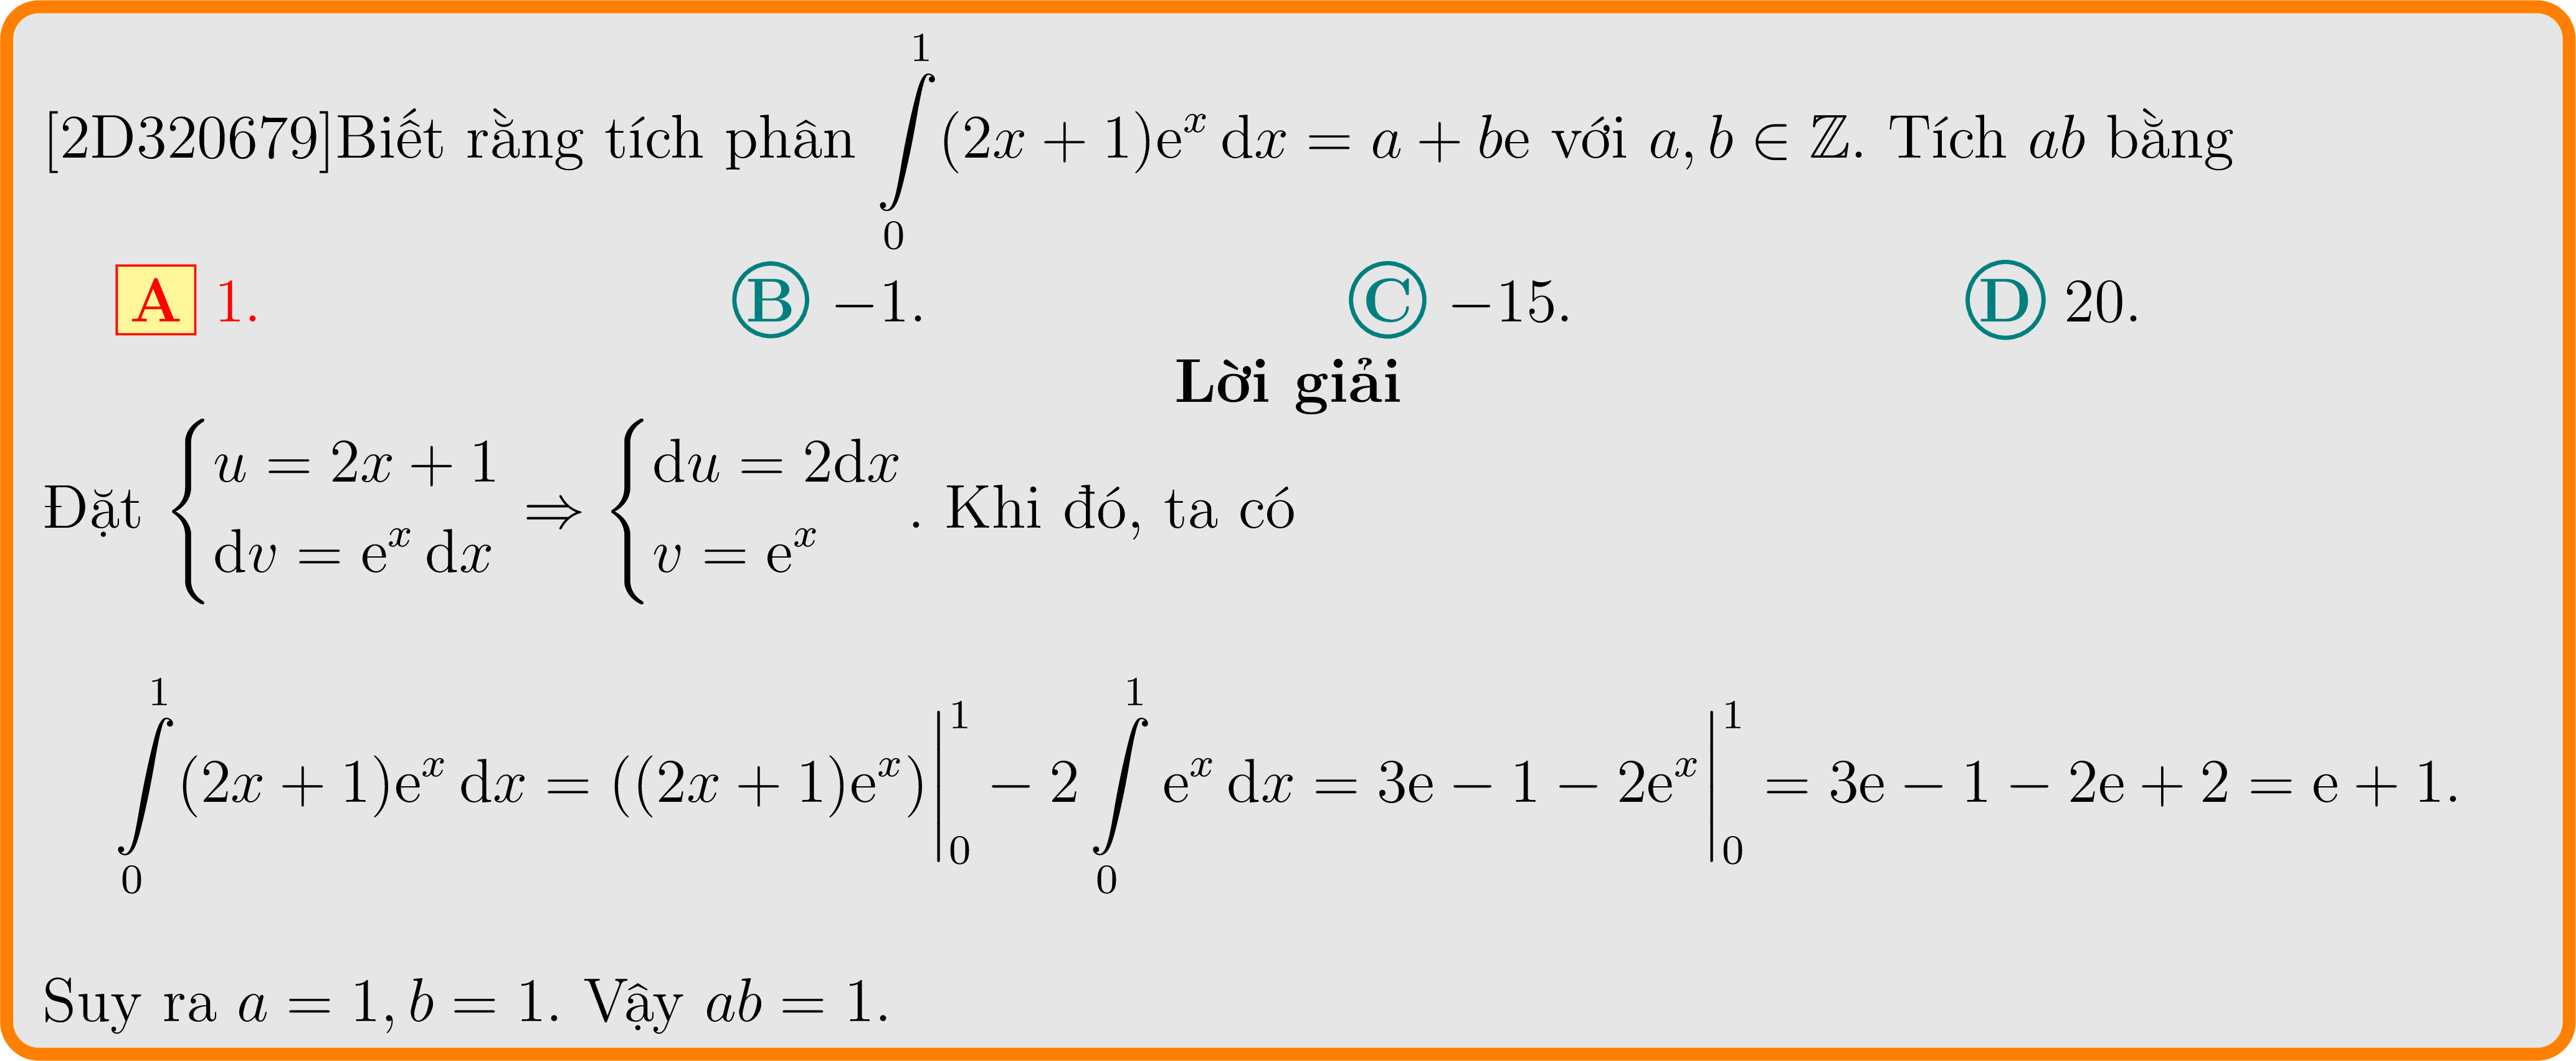 [2D320679]Biết rằng tích phân $\int\limits_0^1 (2x + 1)\mathrm{e}^x \,\mathrm{d}x = a + b\mathrm{e}$ với $a, b \in \mathbb{Z}$. Tích $ab$ bằng
A 1. B −1. C −15. D 20.
Lời giải
Đặt $\begin{cases} u = 2x + 1 \\ \mathrm{d}v = \mathrm{e}^x \,\mathrm{d}x \end{cases} \Rightarrow \begin{cases} \mathrm{d}u = 2\mathrm{d}x \\ v = \mathrm{e}^x \end{cases}$. Khi đó, ta có
$\int\limits_0^1 (2x + 1)\mathrm{e}^x \,\mathrm{d}x = ((2x + 1)\mathrm{e}^x)\Big|_0^1 - 2\int\limits_0^1 \mathrm{e}^x \,\mathrm{d}x = 3\mathrm{e} - 1 - 2\mathrm{e}^x\Big|_0^1 = 3\mathrm{e} - 1 - 2\mathrm{e} + 2 = \mathrm{e} + 1.$
Suy ra $a = 1, b = 1$. Vậy $ab = 1$.